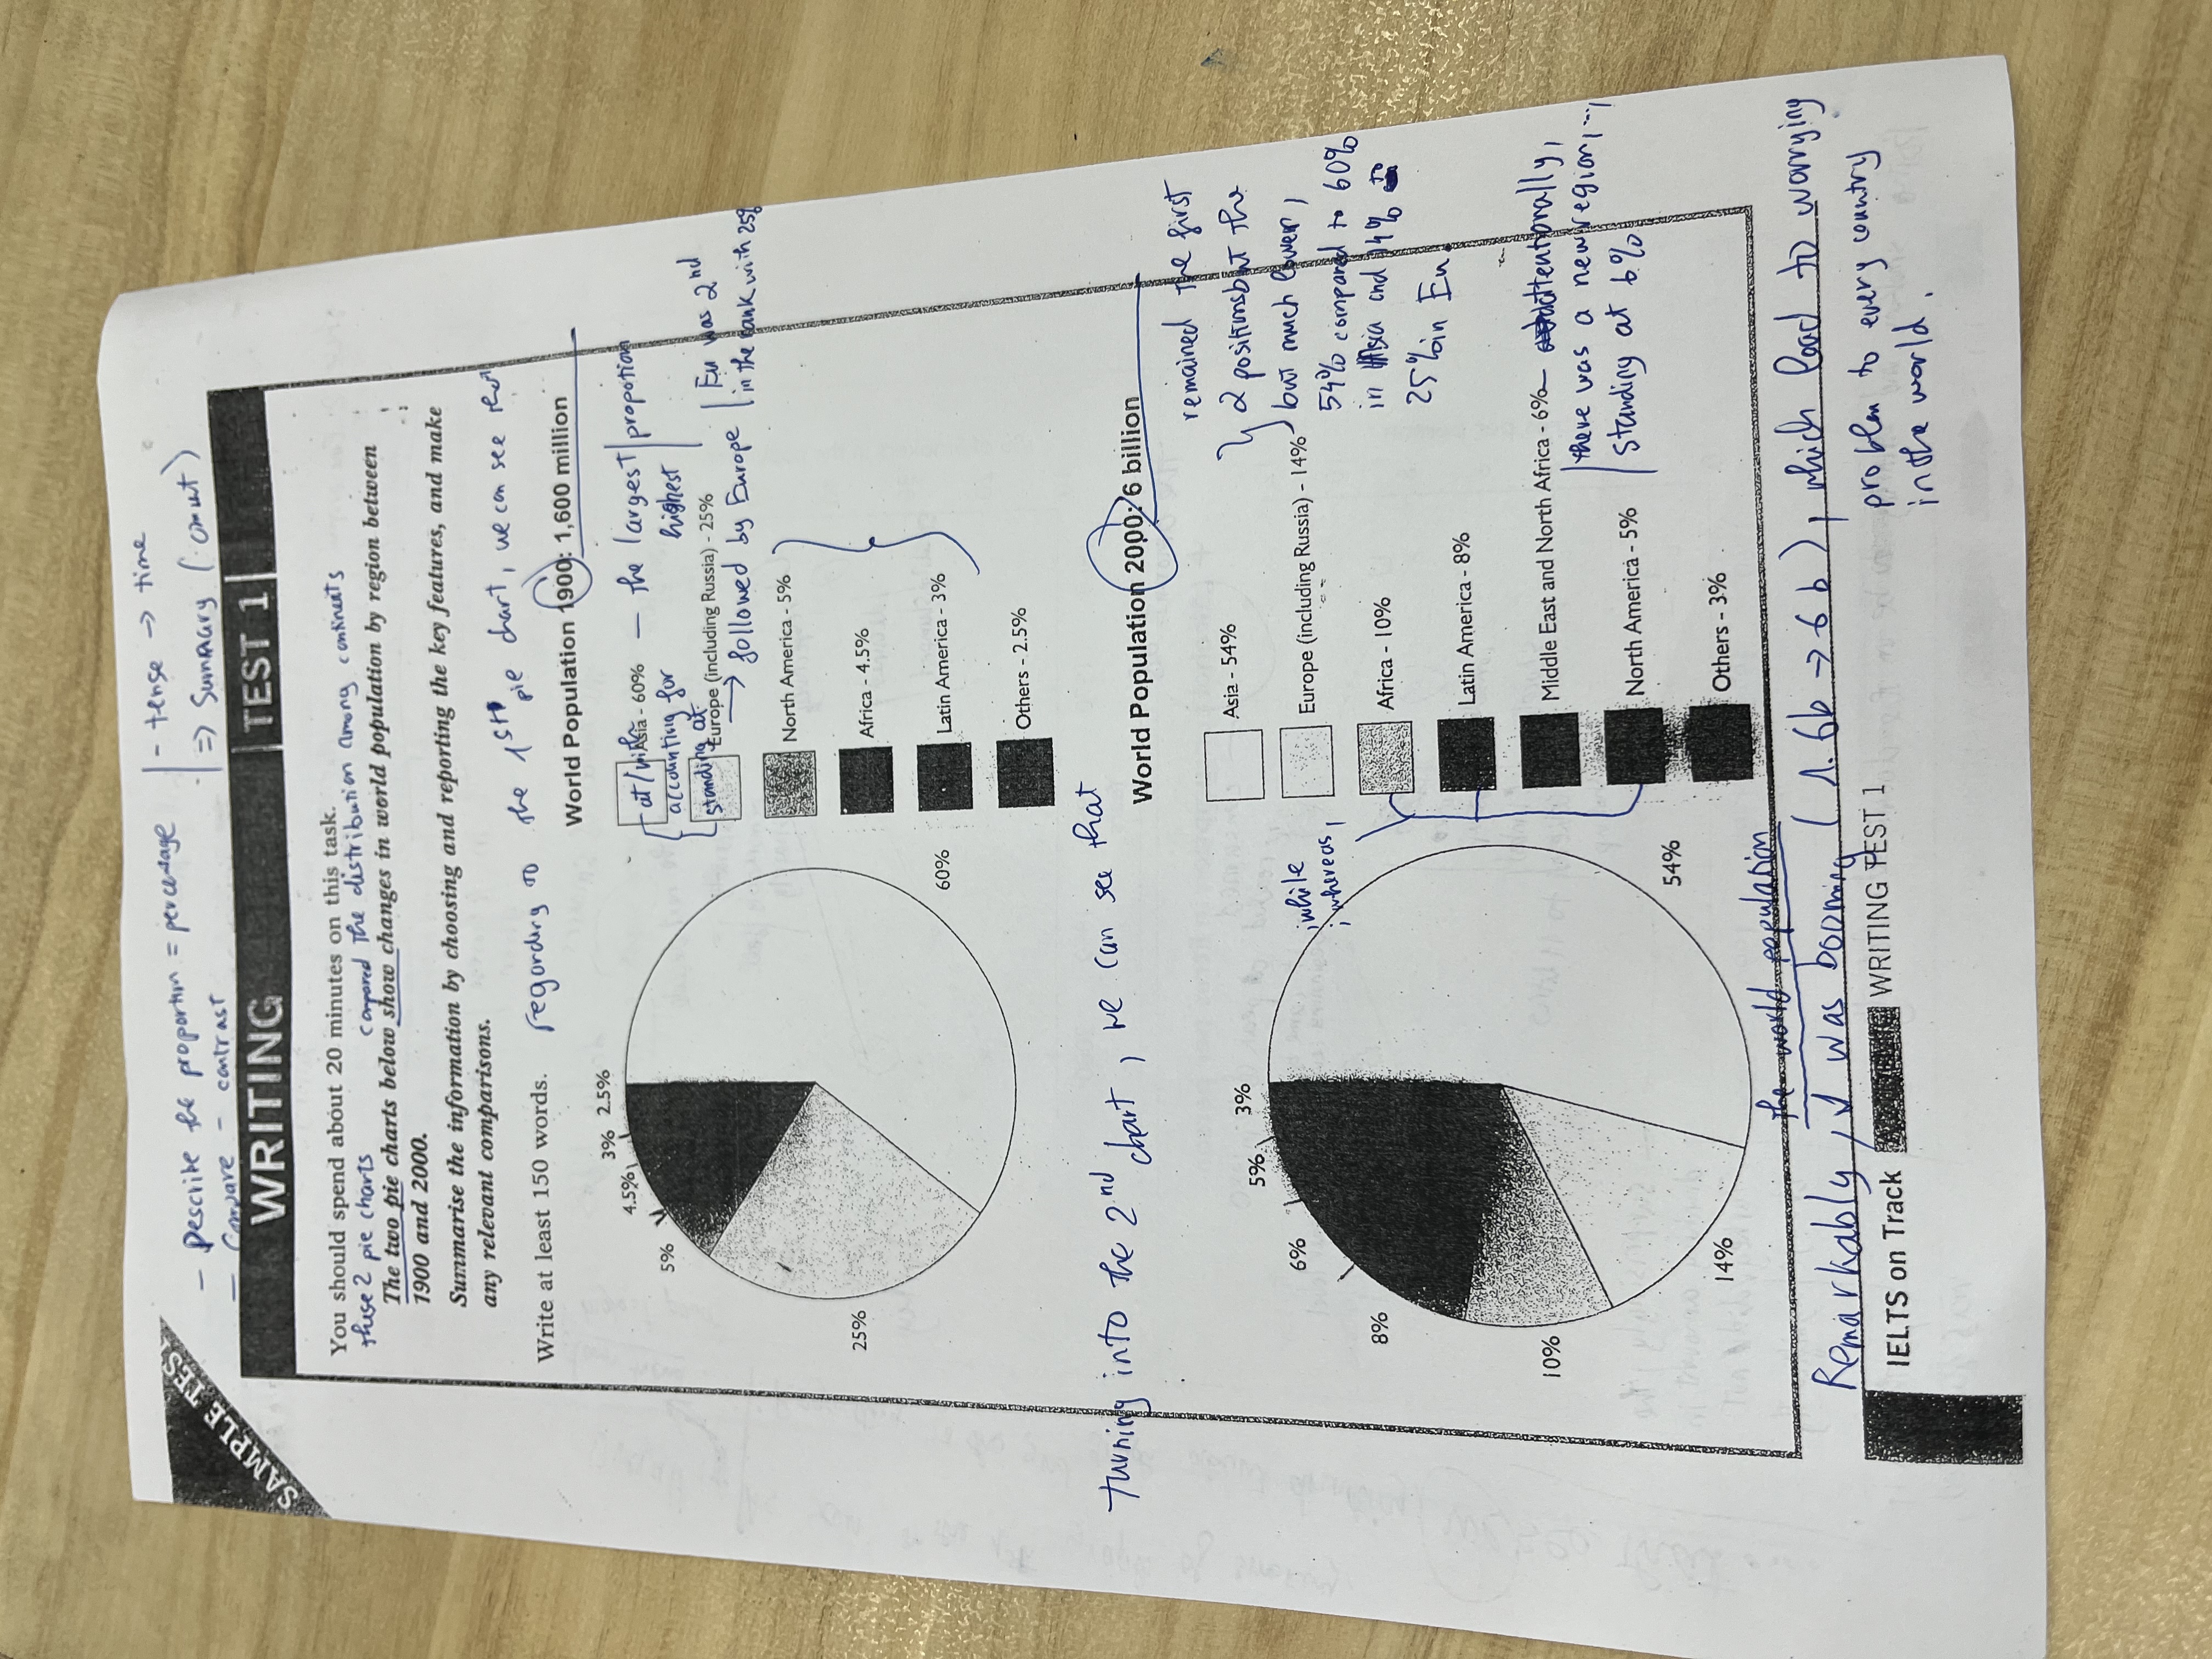 SAMPLE TEST
- Describe the proportion = percentage
- Compare - contrast
- tense → time
=> Summary (
WRITING
TEST 1
You should spend about 20 minutes on this task.
these 2 pie charts
compared the distribution among continents
The two pie charts below show changes in world population by region between
1900 and 2000.
Summarise the information by choosing and reporting the key features, and make
any relevant comparisons.
Write at least 150 words.
regarding to the 1st pie chart, we can see that
World Population 1900: 1,600 million
3% 2.5%
4.5%
5%
25%
60%
at/with
Asia - 60%
— the largest
highest
propotion
accounting for
standing at
Europe (including Russia) - 25%
→ followed by Europe
Eu was 2nd
in the rank with 25%
North America - 5%
Africa - 4.5%
Latin America - 3%
Others - 2.5%
turning into the 2nd chart, we can see that
World Population 2000: 6 billion
3%
5%
6%
8%
10%
14%
54%
; while
; whereas,
Asia - 54%
Europe (including Russia) - 14%
Africa - 10%
Latin America - 8%
Middle East and North Africa - 6%
North America - 5%
Others - 3%
remained the first
2 positions but the
but much lower,
54% compared to 60%
in Asia and 14%
25% in Eu.
attentionally,
there was a new region, ...,
standing at 6%
the world population
Remarkably, was booming (1.6b → 6b), which lead to worrying
problem to every country
in the world.
IELTS on Track
WRITING TEST 1